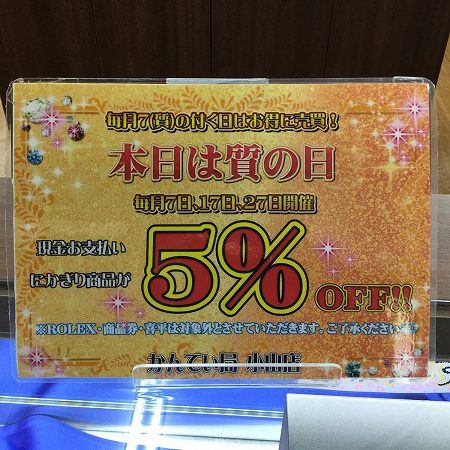 毎月7(質)の付く日はお得に売買!
本日は質の日
毎月7日、17日、27日開催
現金お支払い
にかぎり商品が
5%
OFF!!
※ROLEX・商品券・喜平は対象外とさせていただきます。ご了承ください
かんてい局 小山店